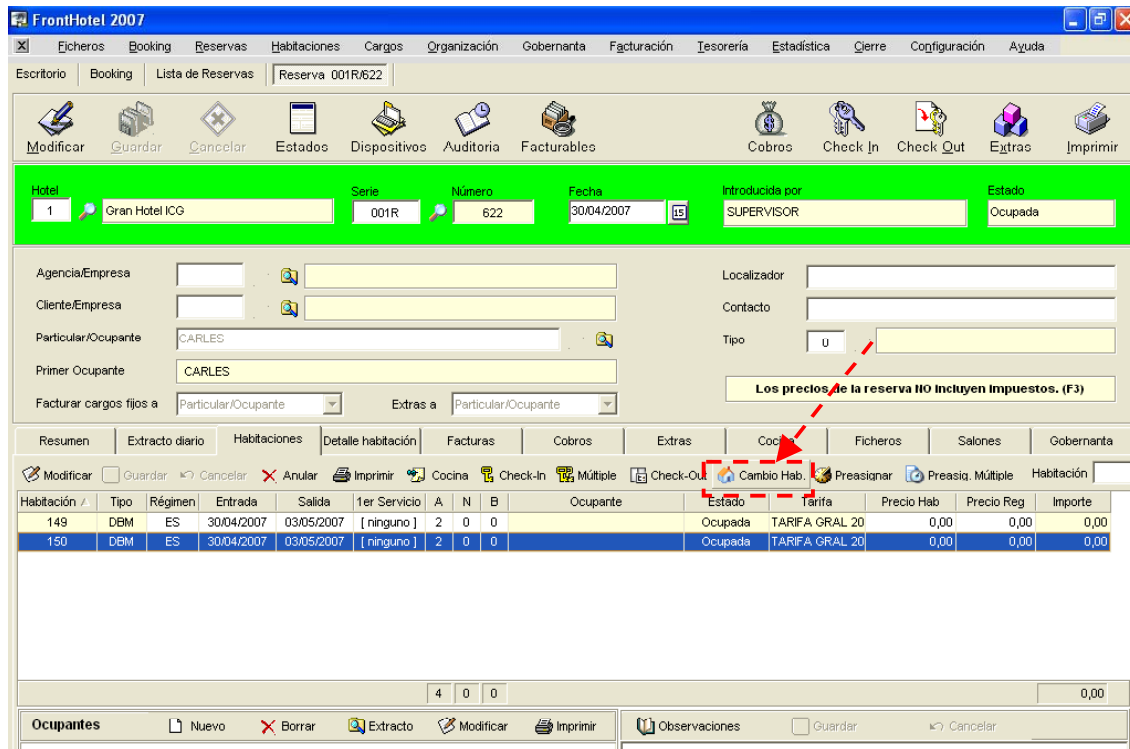 FrontHotel 2007
Ficheros Booking Reservas Habitaciones Cargos Organización Gobernanta Facturación Tesorería Estadística Cierre Configuración Ayuda
Escritorio Booking Lista de Reservas Reserva 001R/622
Modificar Guardar Cancelar Estados Dispositivos Auditoria Facturables Cobros Check In Check Out Extras Imprimir
Hotel Serie Número Fecha Introducida por Estado
1 Gran Hotel ICG 001R 622 30/04/2007 15 SUPERVISOR Ocupada
Agencia/Empresa Localizador
Cliente/Empresa Contacto
Particular/Ocupante CARLES Tipo U
Primer Ocupante CARLES
Los precios de la reserva NO incluyen impuestos. (F3)
Facturar cargos fijos a Particular/Ocupante Extras a Particular/Ocupante
Resumen Extracto diario Habitaciones Detalle habitación Facturas Cobros Extras Cocina Ficheros Salones Gobernanta
Modificar Guardar Cancelar Anular Imprimir Cocina Check-In Múltiple Check-Out Cambio Hab. Preasignar Preasig. Múltiple Habitación
Habitación Tipo Régimen Entrada Salida 1er Servicio A N B Ocupante Estado Tarifa Precio Hab Precio Reg Importe
149 DBM ES 30/04/2007 03/05/2007 [ ninguno ] 2 0 0 Ocupada TARIFA GRAL 20 0,00 0,00 0,00
150 DBM ES 30/04/2007 03/05/2007 [ ninguno ] 2 0 0 Ocupada TARIFA GRAL 20 0,00 0,00 0,00
4 0 0 0,00
Ocupantes Nuevo Borrar Extracto Modificar Imprimir Observaciones Guardar Cancelar